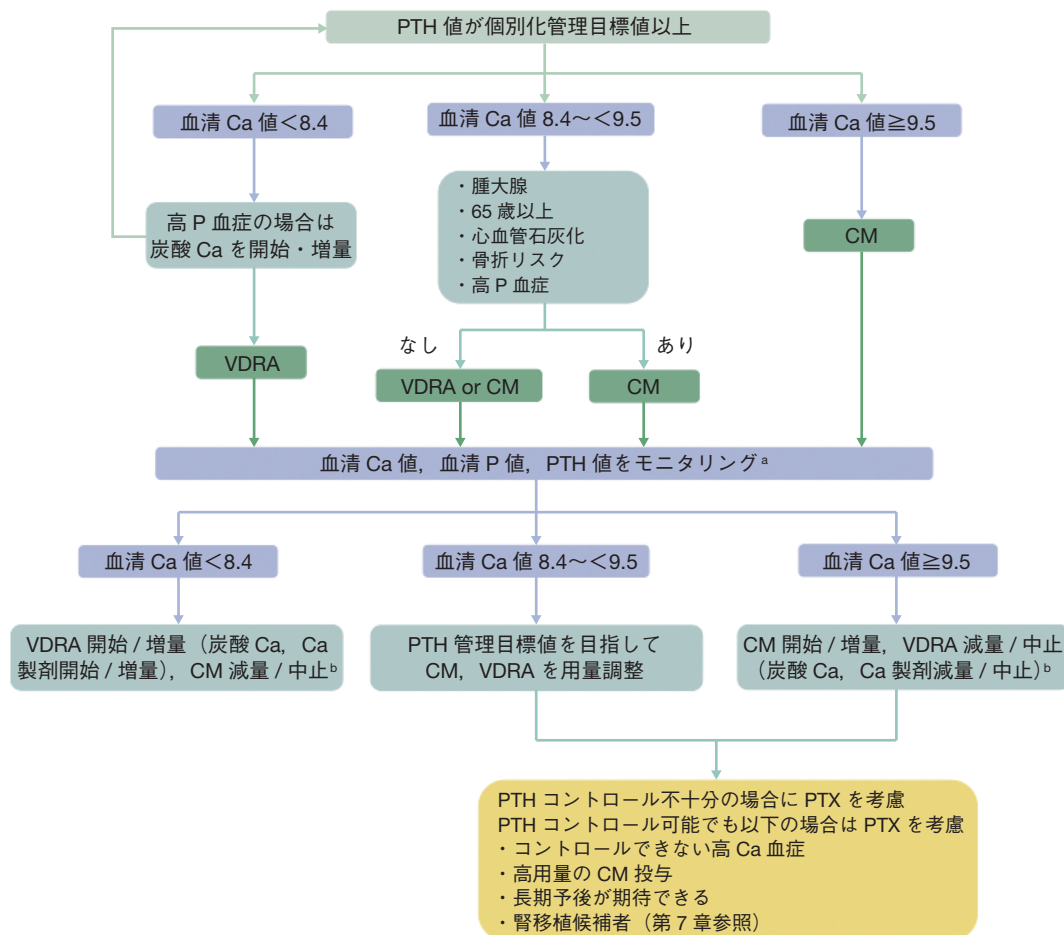 PTH 値が個別化管理目標値以上
血清 Ca 値<8.4
血清 Ca 値 8.4〜<9.5
血清 Ca 値≧9.5
高 P 血症の場合は
炭酸 Ca を開始・増量
・腫大腺
・65 歳以上
・心血管石灰化
・骨折リスク
・高 P 血症
CM
なし
あり
VDRA
VDRA or CM
CM
血清 Ca 値,血清 P 値,PTH 値をモニタリングᵃ
血清 Ca 値<8.4
血清 Ca 値 8.4〜<9.5
血清 Ca 値≧9.5
VDRA 開始 / 増量(炭酸 Ca,Ca
製剤開始 / 増量),CM 減量 / 中止ᵇ
PTH 管理目標値を目指して
CM,VDRA を用量調整
CM 開始 / 増量,VDRA 減量 / 中止
(炭酸 Ca,Ca 製剤減量 / 中止)ᵇ
PTH コントロール不十分の場合に PTX を考慮
PTH コントロール可能でも以下の場合は PTX を考慮
・コントロールできない高 Ca 血症
・高用量の CM 投与
・長期予後が期待できる
・腎移植候補者(第 7 章参照)